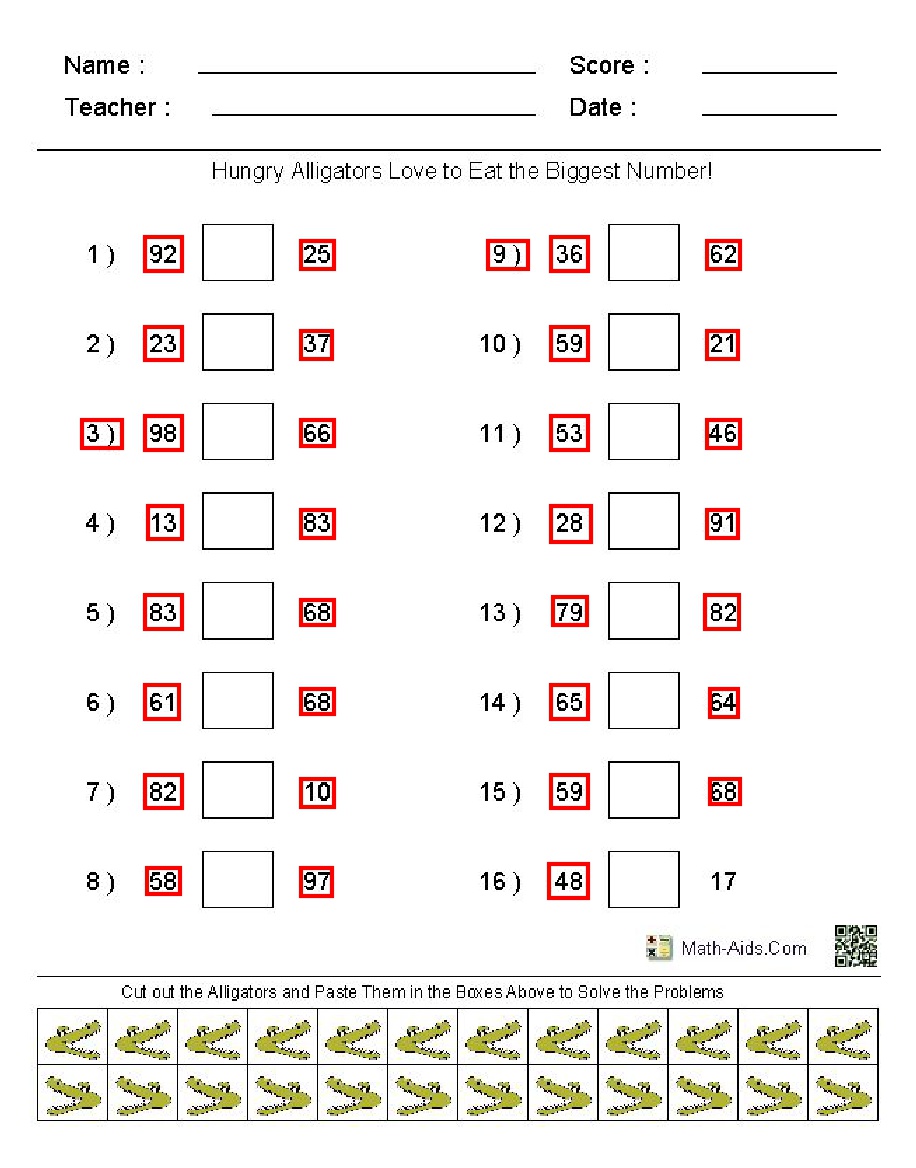 Name : Score :
Teacher : Date :
Hungry Alligators Love to Eat the Biggest Number!
1 ) 92 25 9 ) 36 62
2 ) 23 37 10 ) 59 21
3 ) 98 66 11 ) 53 46
4 ) 13 83 12 ) 28 91
5 ) 83 68 13 ) 79 82
6 ) 61 68 14 ) 65 64
7 ) 82 10 15 ) 59 68
8 ) 58 97 16 ) 48 17
Math-Aids.Com
Cut out the Alligators and Paste Them in the Boxes Above to Solve the Problems